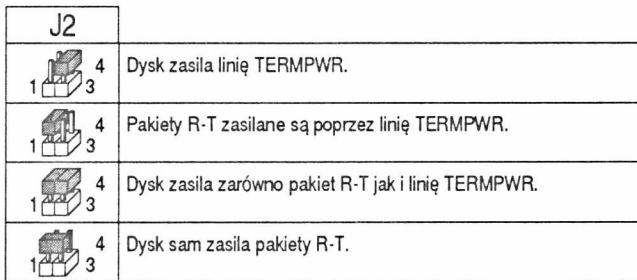 J2
4
1 3
Dysk zasila linię TERMPWR.
4
1 3
Pakiety R-T zasilane są poprzez linię TERMPWR.
4
1 3
Dysk zasila zarówno pakiet R-T jak i linię TERMPWR.
4
1 3
Dysk sam zasila pakiety R-T.